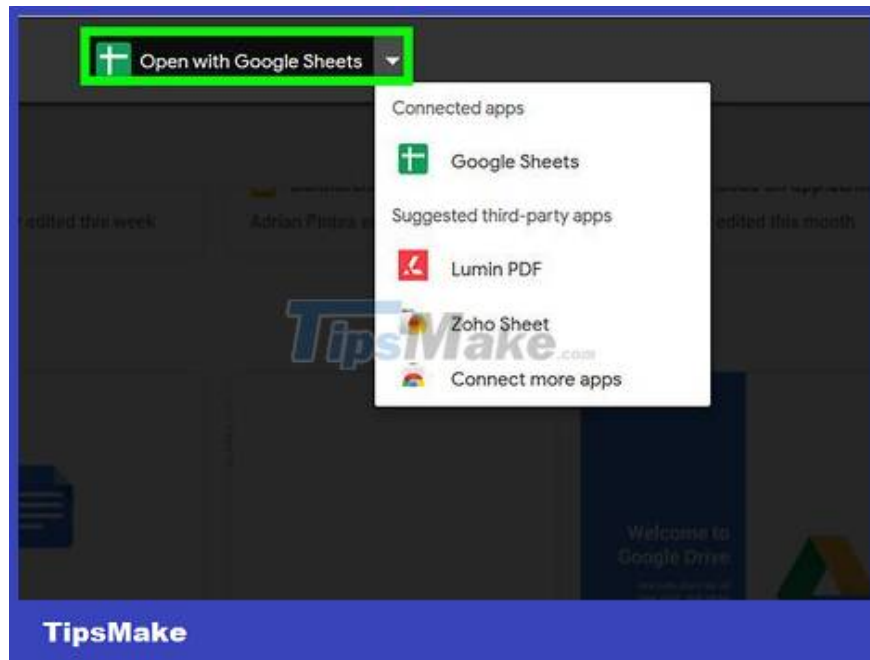 Open with Google Sheets
Connected apps
Google Sheets
Suggested third-party apps
edited this week
Adrian
edited this month
Lumin PDF
Zoho Sheet
TipsMake.com
Connect more apps
Welcome to
Google Drive
TipsMake